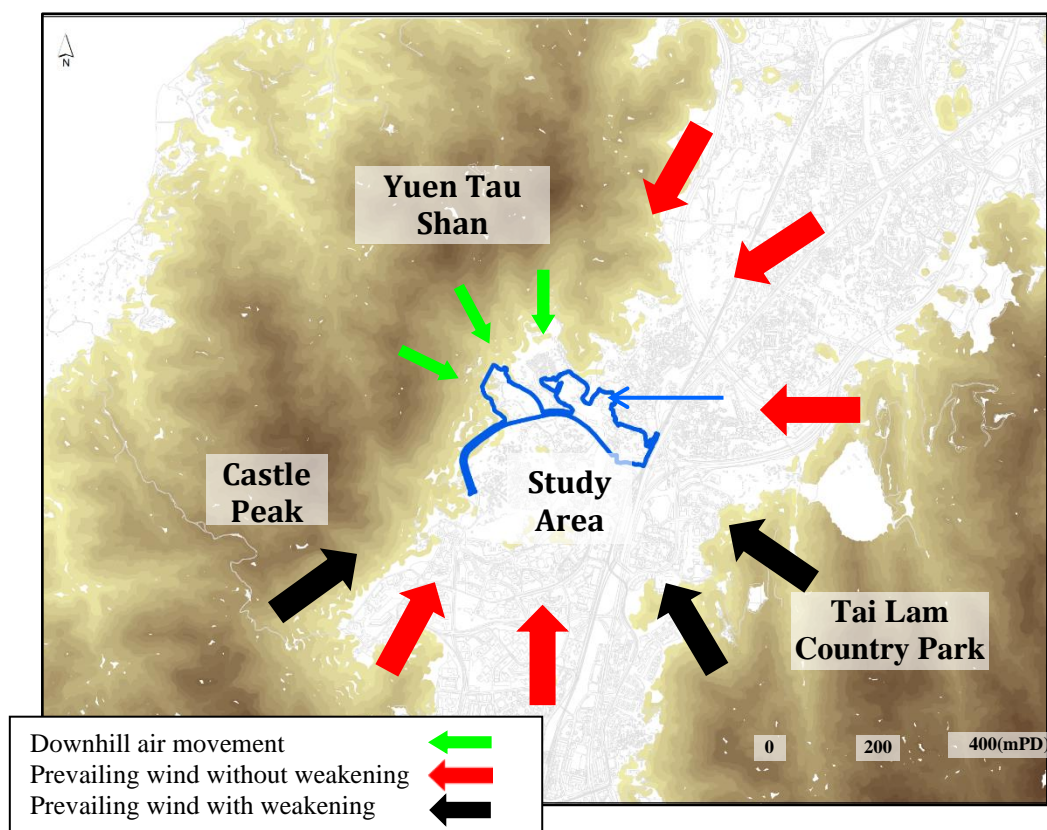 N
Yuen Tau
Shan
Castle
Peak
Study
Area
Tai Lam
Country Park
0 200 400(mPD)
Downhill air movement
Prevailing wind without weakening
Prevailing wind with weakening